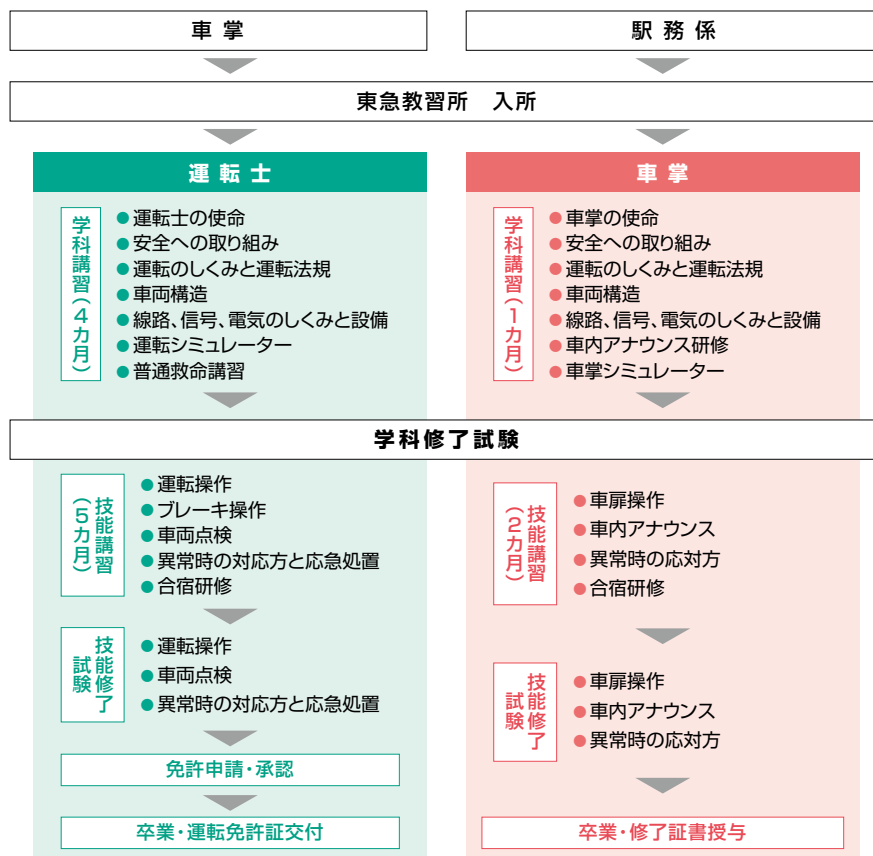 車掌
駅務係
東急教習所　入所
運転士
学科講習(4カ月)
●運転士の使命
●安全への取り組み
●運転のしくみと運転法規
●車両構造
●線路、信号、電気のしくみと設備
●運転シミュレーター
●普通救命講習
車掌
学科講習(1カ月)
●車掌の使命
●安全への取り組み
●運転のしくみと運転法規
●車両構造
●線路、信号、電気のしくみと設備
●車内アナウンス研修
●車掌シミュレーター
学科修了試験
技能講習
(5カ月)
●運転操作
●ブレーキ操作
●車両点検
●異常時の対応方と応急処置
●合宿研修
技能修了
試験
●運転操作
●車両点検
●異常時の対応方と応急処置
免許申請・承認
卒業・運転免許証交付
技能講習
(2カ月)
●車扉操作
●車内アナウンス
●異常時の応対方
●合宿研修
技能修了
試験
●車扉操作
●車内アナウンス
●異常時の応対方
卒業・修了証書授与